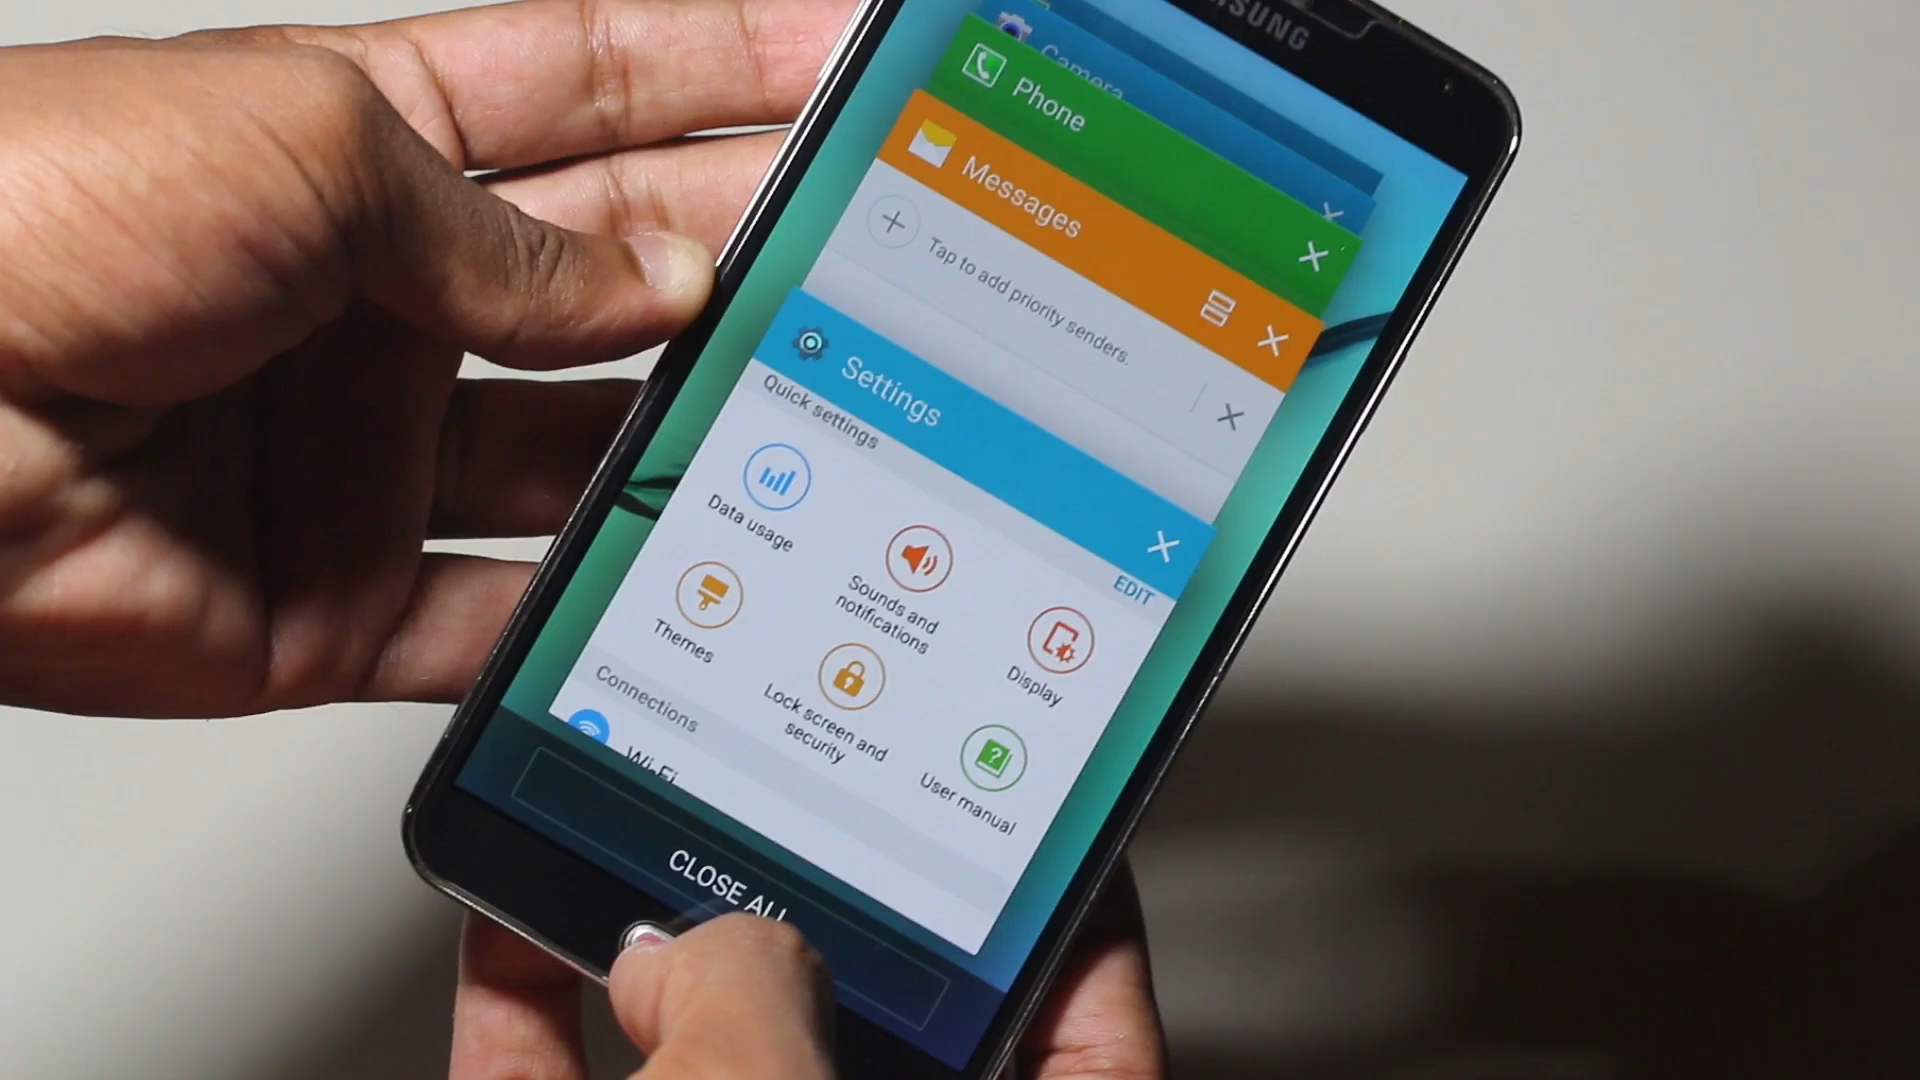 SUNG
Camera
Phone
Messages
Tap to add priority senders.
Settings
Quick settings
EDIT
Data usage
Sounds and
notifications
Display
Themes
Lock screen and
security
User manual
Connections
Wi-Fi
CLOSE ALL